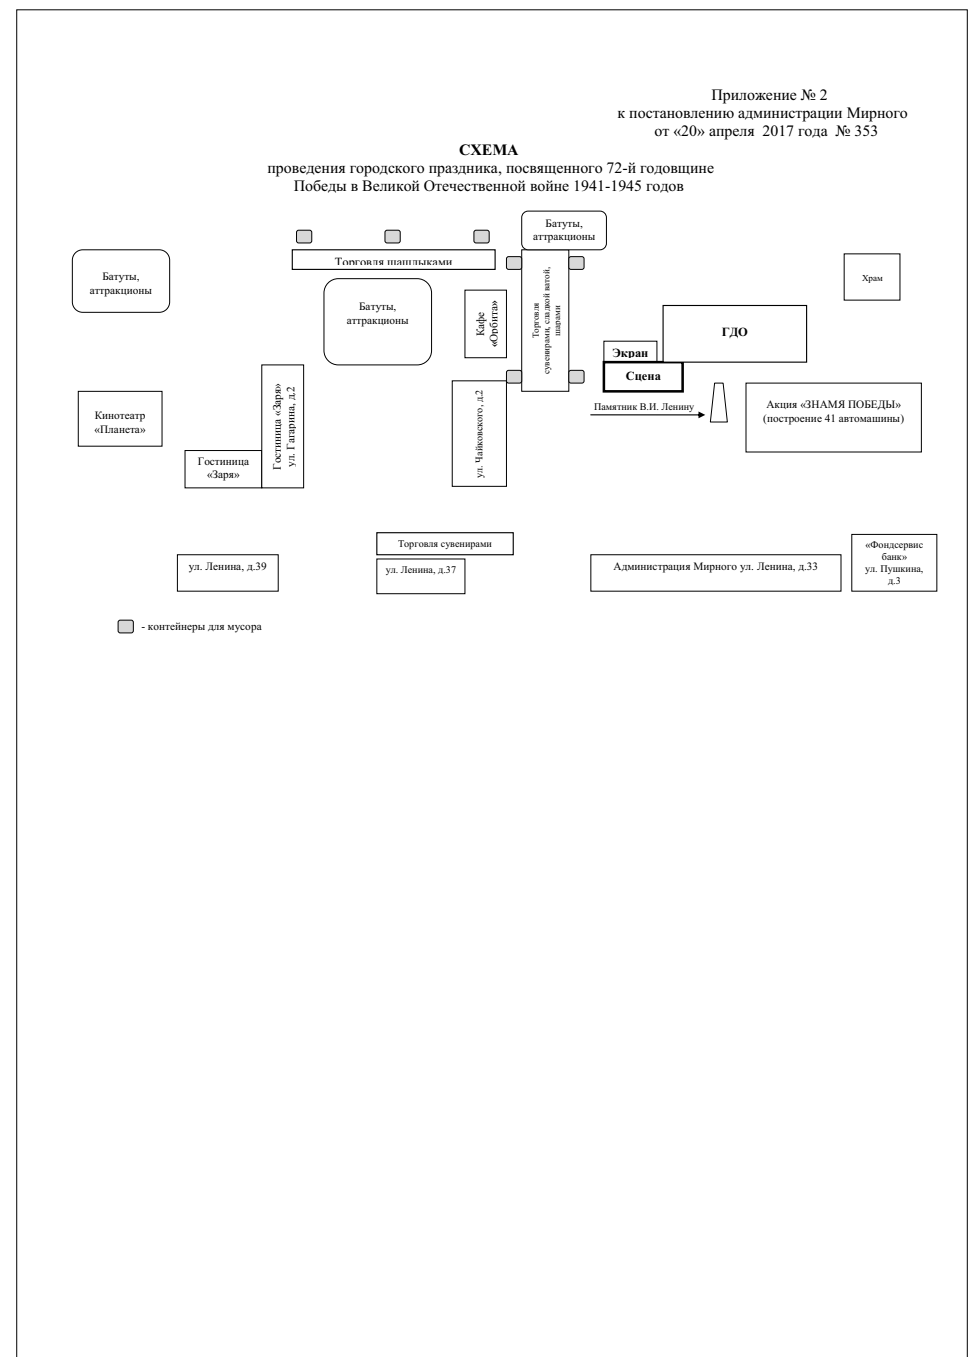 Приложение № 2
к постановлению администрации Мирного
от «20» апреля 2017 года № 353
СХЕМА
проведения городского праздника, посвященного 72-й годовщине
Победы в Великой Отечественной войне 1941-1945 годов
Батуты,
аттракционы
Торговля шашлыками
Батуты,
аттракционы
Батуты,
аттракционы
Кафе
«Орбита»
Торговля
сувенирами, сладкой ватой,
шарами
Храм
ГДО
Экран
Сцена
Памятник В.И. Ленину
Акция «ЗНАМЯ ПОБЕДЫ»
(построение 41 автомашины)
Кинотеатр
«Планета»
Гостиница «Заря»
ул. Гагарина, д.2
Гостиница
«Заря»
ул. Чайковского, д.2
Торговля сувенирами
ул. Ленина, д.39
ул. Ленина, д.37
Администрация Мирного ул. Ленина, д.33
«Фондсервис
банк»
ул. Пушкина,
д.3
- контейнеры для мусора